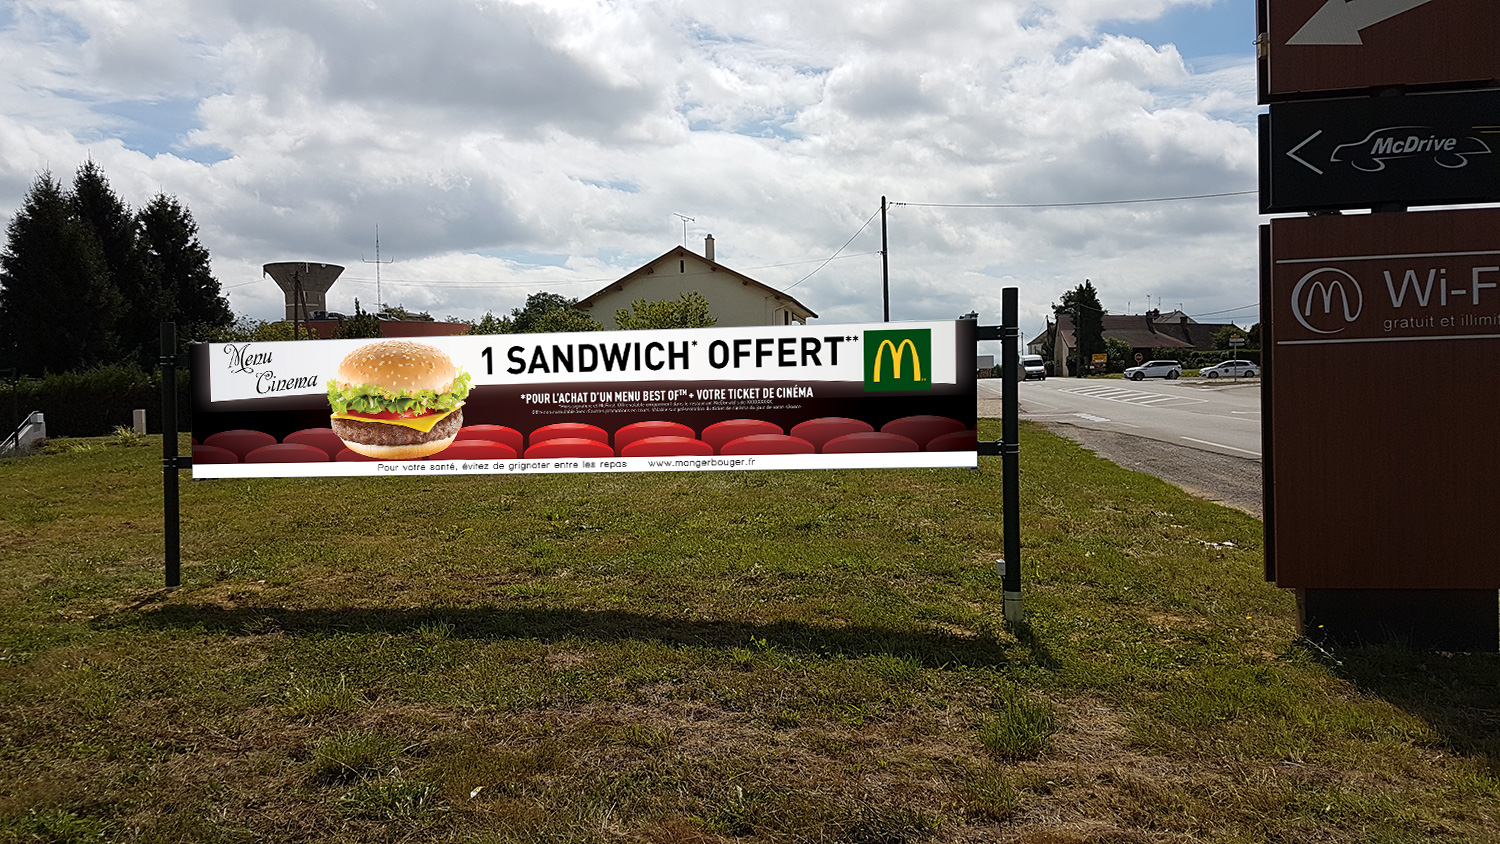 Menu
Cinema
1 SANDWICH* OFFERT**
*POUR L'ACHAT D'UN MENU BEST OF™ + VOTRE TICKET DE CINÉMA
Pour votre santé, évitez de grignoter entre les repas www.mangerbouger.fr
McDrive
Wi-F
gratuit et illimit